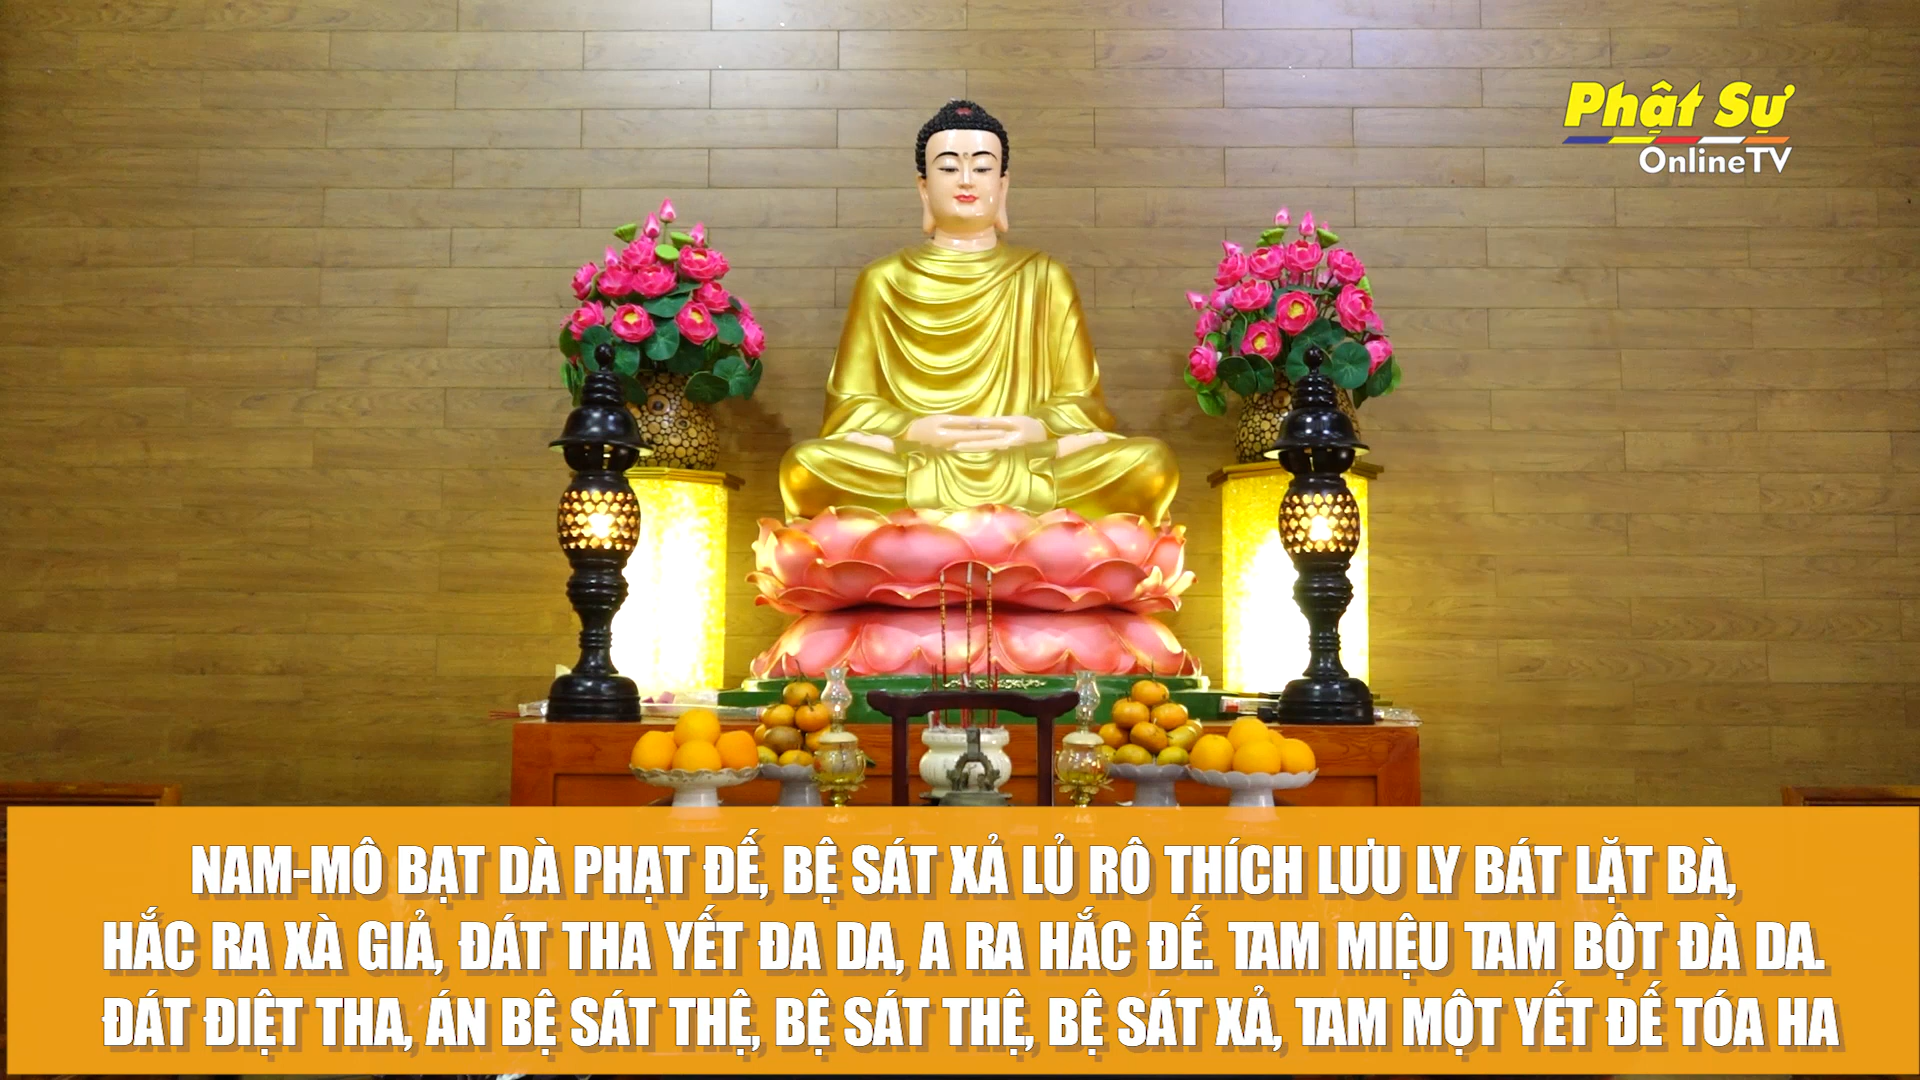 Phật Sự
OnlineTV
NAM-MÔ BẠT DÀ PHẠT ĐẾ, BỆ SÁT XẢ LỦ RÔ THÍCH LƯU LY BÁT LẶT BÀ,
HẮC RA XÀ GIẢ, ĐÁT THA YẾT ĐA DA, A RA HẮC ĐẾ. TAM MIỆU TAM BỘT ĐÀ DA.
ĐÁT ĐIỆT THA, ÁN BỆ SÁT THỆ, BỆ SÁT THỆ, BỆ SÁT XẢ, TAM MỘT YẾT ĐẾ TÓA HA